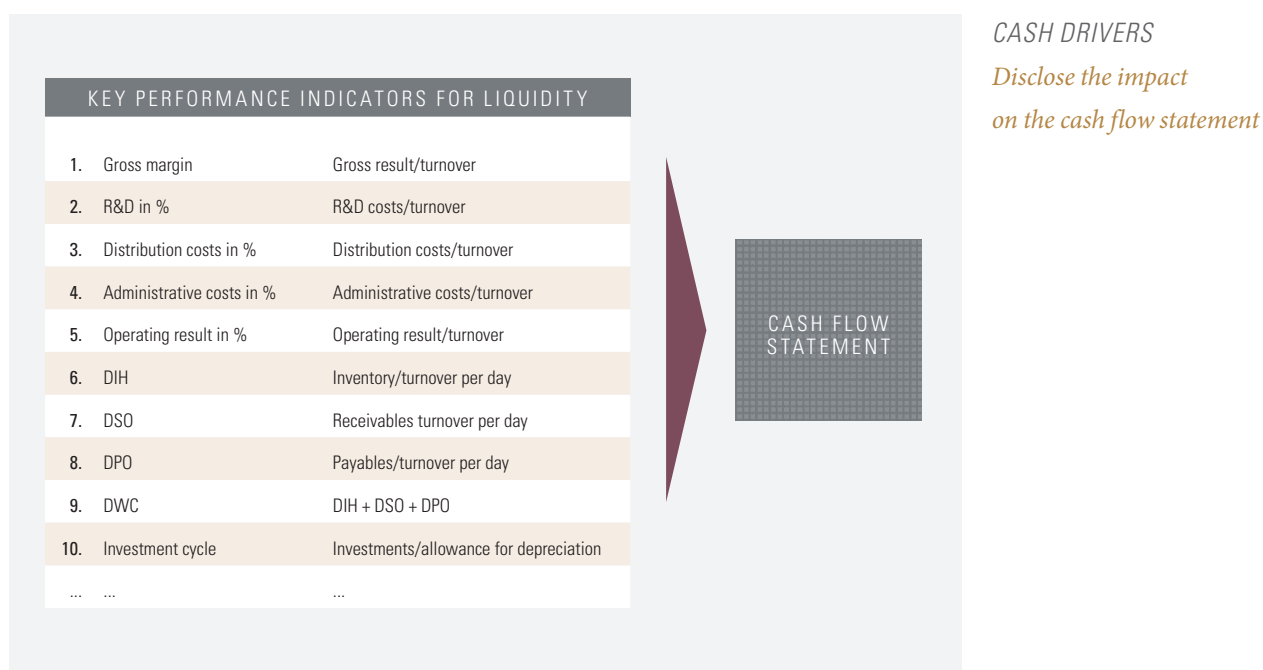 CASH DRIVERS
Disclose the impact
on the cash flow statement
KEY PERFORMANCE INDICATORS FOR LIQUIDITY
1. Gross margin Gross result/turnover
2. R&D in % R&D costs/turnover
3. Distribution costs in % Distribution costs/turnover
4. Administrative costs in % Administrative costs/turnover
5. Operating result in % Operating result/turnover
6. DIH Inventory/turnover per day
7. DSO Receivables turnover per day
8. DPO Payables/turnover per day
9. DWC DIH + DSO + DPO
10. Investment cycle Investments/allowance for depreciation
... ... ...
CASH FLOW
STATEMENT